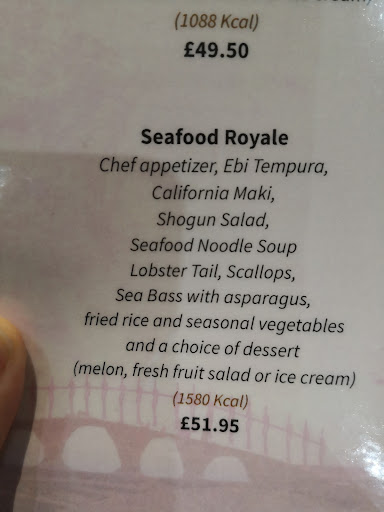 cream)
(1088 Kcal)
£49.50
Seafood Royale
Chef appetizer, Ebi Tempura,
California Maki,
Shogun Salad,
Seafood Noodle Soup
Lobster Tail, Scallops,
Sea Bass with asparagus,
fried rice and seasonal vegetables
and a choice of dessert
(melon, fresh fruit salad or ice cream)
(1580 Kcal)
£51.95